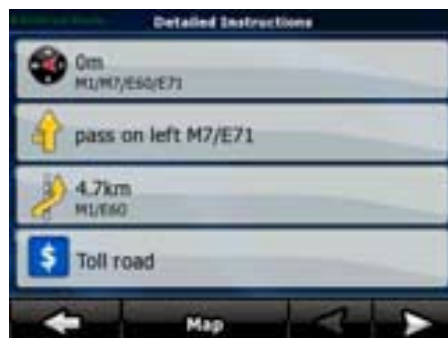 Detailed Instructions
0m
M1/M7/E60/E71
pass on left M7/E71
4.7km
M1/E60
$ Toll road
Map